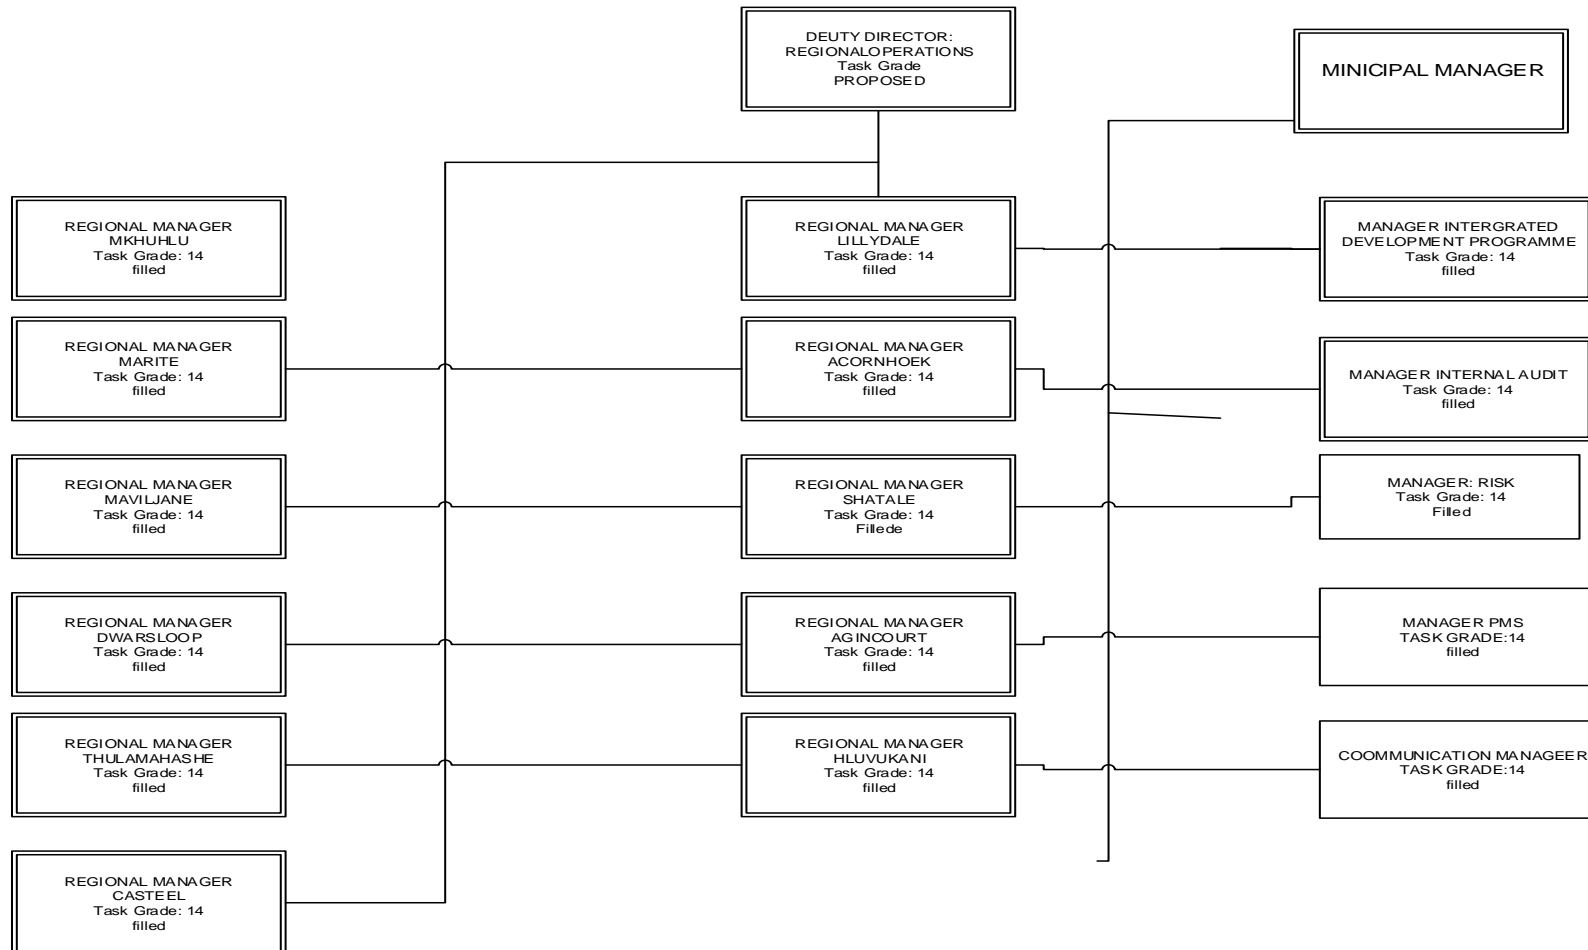 DEUTY DIRECTOR:
REGIONALOPERATIONS
Task Grade
PROPOSED
MINICIPAL MANAGER
REGIONAL MANAGER
MKHUHLU
Task Grade: 14
filled
REGIONAL MANAGER
LILLYDALE
Task Grade: 14
filled
MANAGER INTERGRATED
DEVELOPMENT PROGRAMME
Task Grade: 14
filled
REGIONAL MANAGER
MARITE
Task Grade: 14
filled
REGIONAL MANAGER
ACORNHOEK
Task Grade: 14
filled
MANAGER INTERNAL AUDIT
Task Grade: 14
filled
REGIONAL MANAGER
MAVILJANE
Task Grade: 14
filled
REGIONAL MANAGER
SHATALE
Task Grade: 14
Fillede
MANAGER: RISK
Task Grade: 14
Filled
REGIONAL MANAGER
DWARSLOOP
Task Grade: 14
filled
REGIONAL MANAGER
AGINCOURT
Task Grade: 14
filled
MANAGER PMS
TASK GRADE:14
filled
REGIONAL MANAGER
THULAMAHASHE
Task Grade: 14
filled
REGIONAL MANAGER
HLUVUKANI
Task Grade: 14
filled
COOMMUNICATION MANAGEER
TASK GRADE:14
filled
REGIONAL MANAGER
CASTEEL
Task Grade: 14
filled